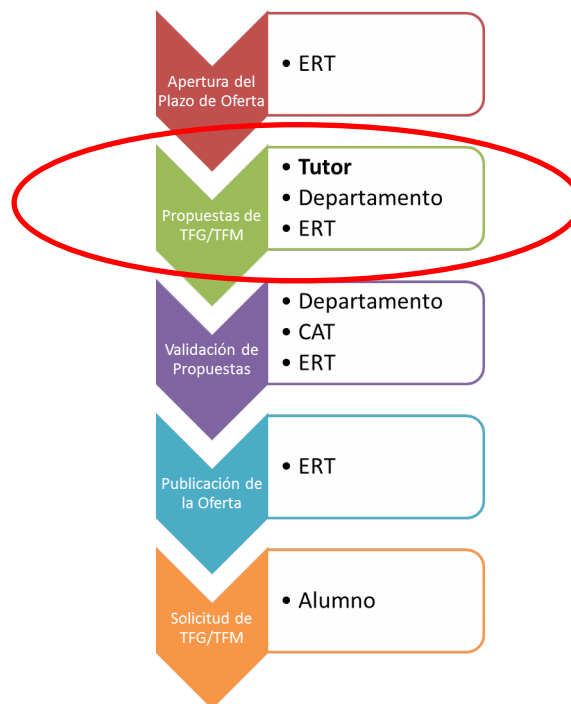 Apertura del
Plazo de Oferta
• ERT
Propuestas de
TFG/TFM
• Tutor
• Departamento
• ERT
Validación de
Propuestas
• Departamento
• CAT
• ERT
Publicación de
la Oferta
• ERT
Solicitud de
TFG/TFM
• Alumno